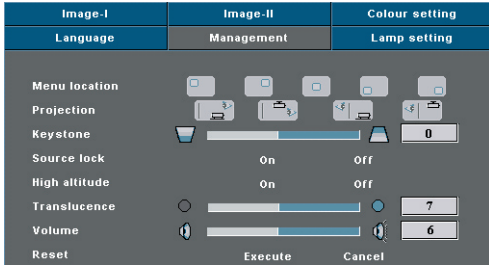 Image-I Image-II Colour setting
Language Management Lamp setting
Menu location
Projection
Keystone 0
Source lock On Off
High altitude On Off
Translucence 7
Volume 6
Reset Execute Cancel